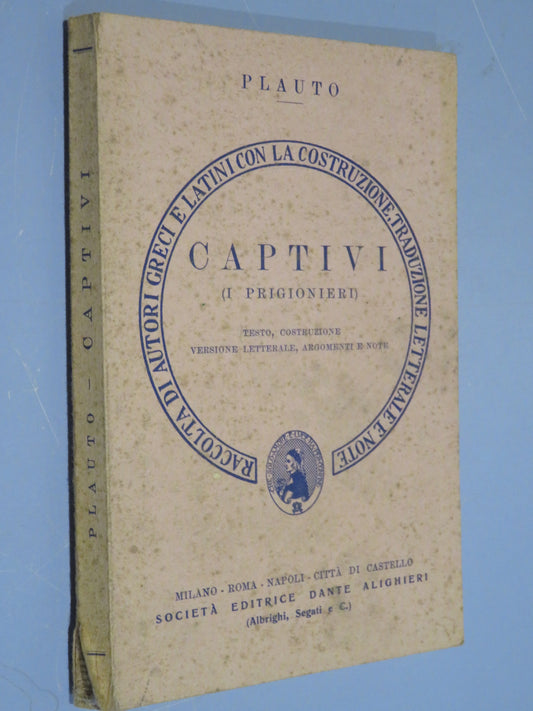 PLAUTO
RACCOLTA DI AUTORI GRECI E LATINI CON LA COSTRUZIONE, TRADUZIONE LETTERALE E NOTE
CAPTIVI
(I PRIGIONIERI)
TESTO, COSTRUZIONE
VERSIONE LETTERALE, ARGOMENTI E NOTE
MILANO - ROMA - NAPOLI - CITTÀ DI CASTELLO
SOCIETÀ EDITRICE DANTE ALIGHIERI
(Albrighi, Segati e C.)
PLAUTO - CAPTIVI